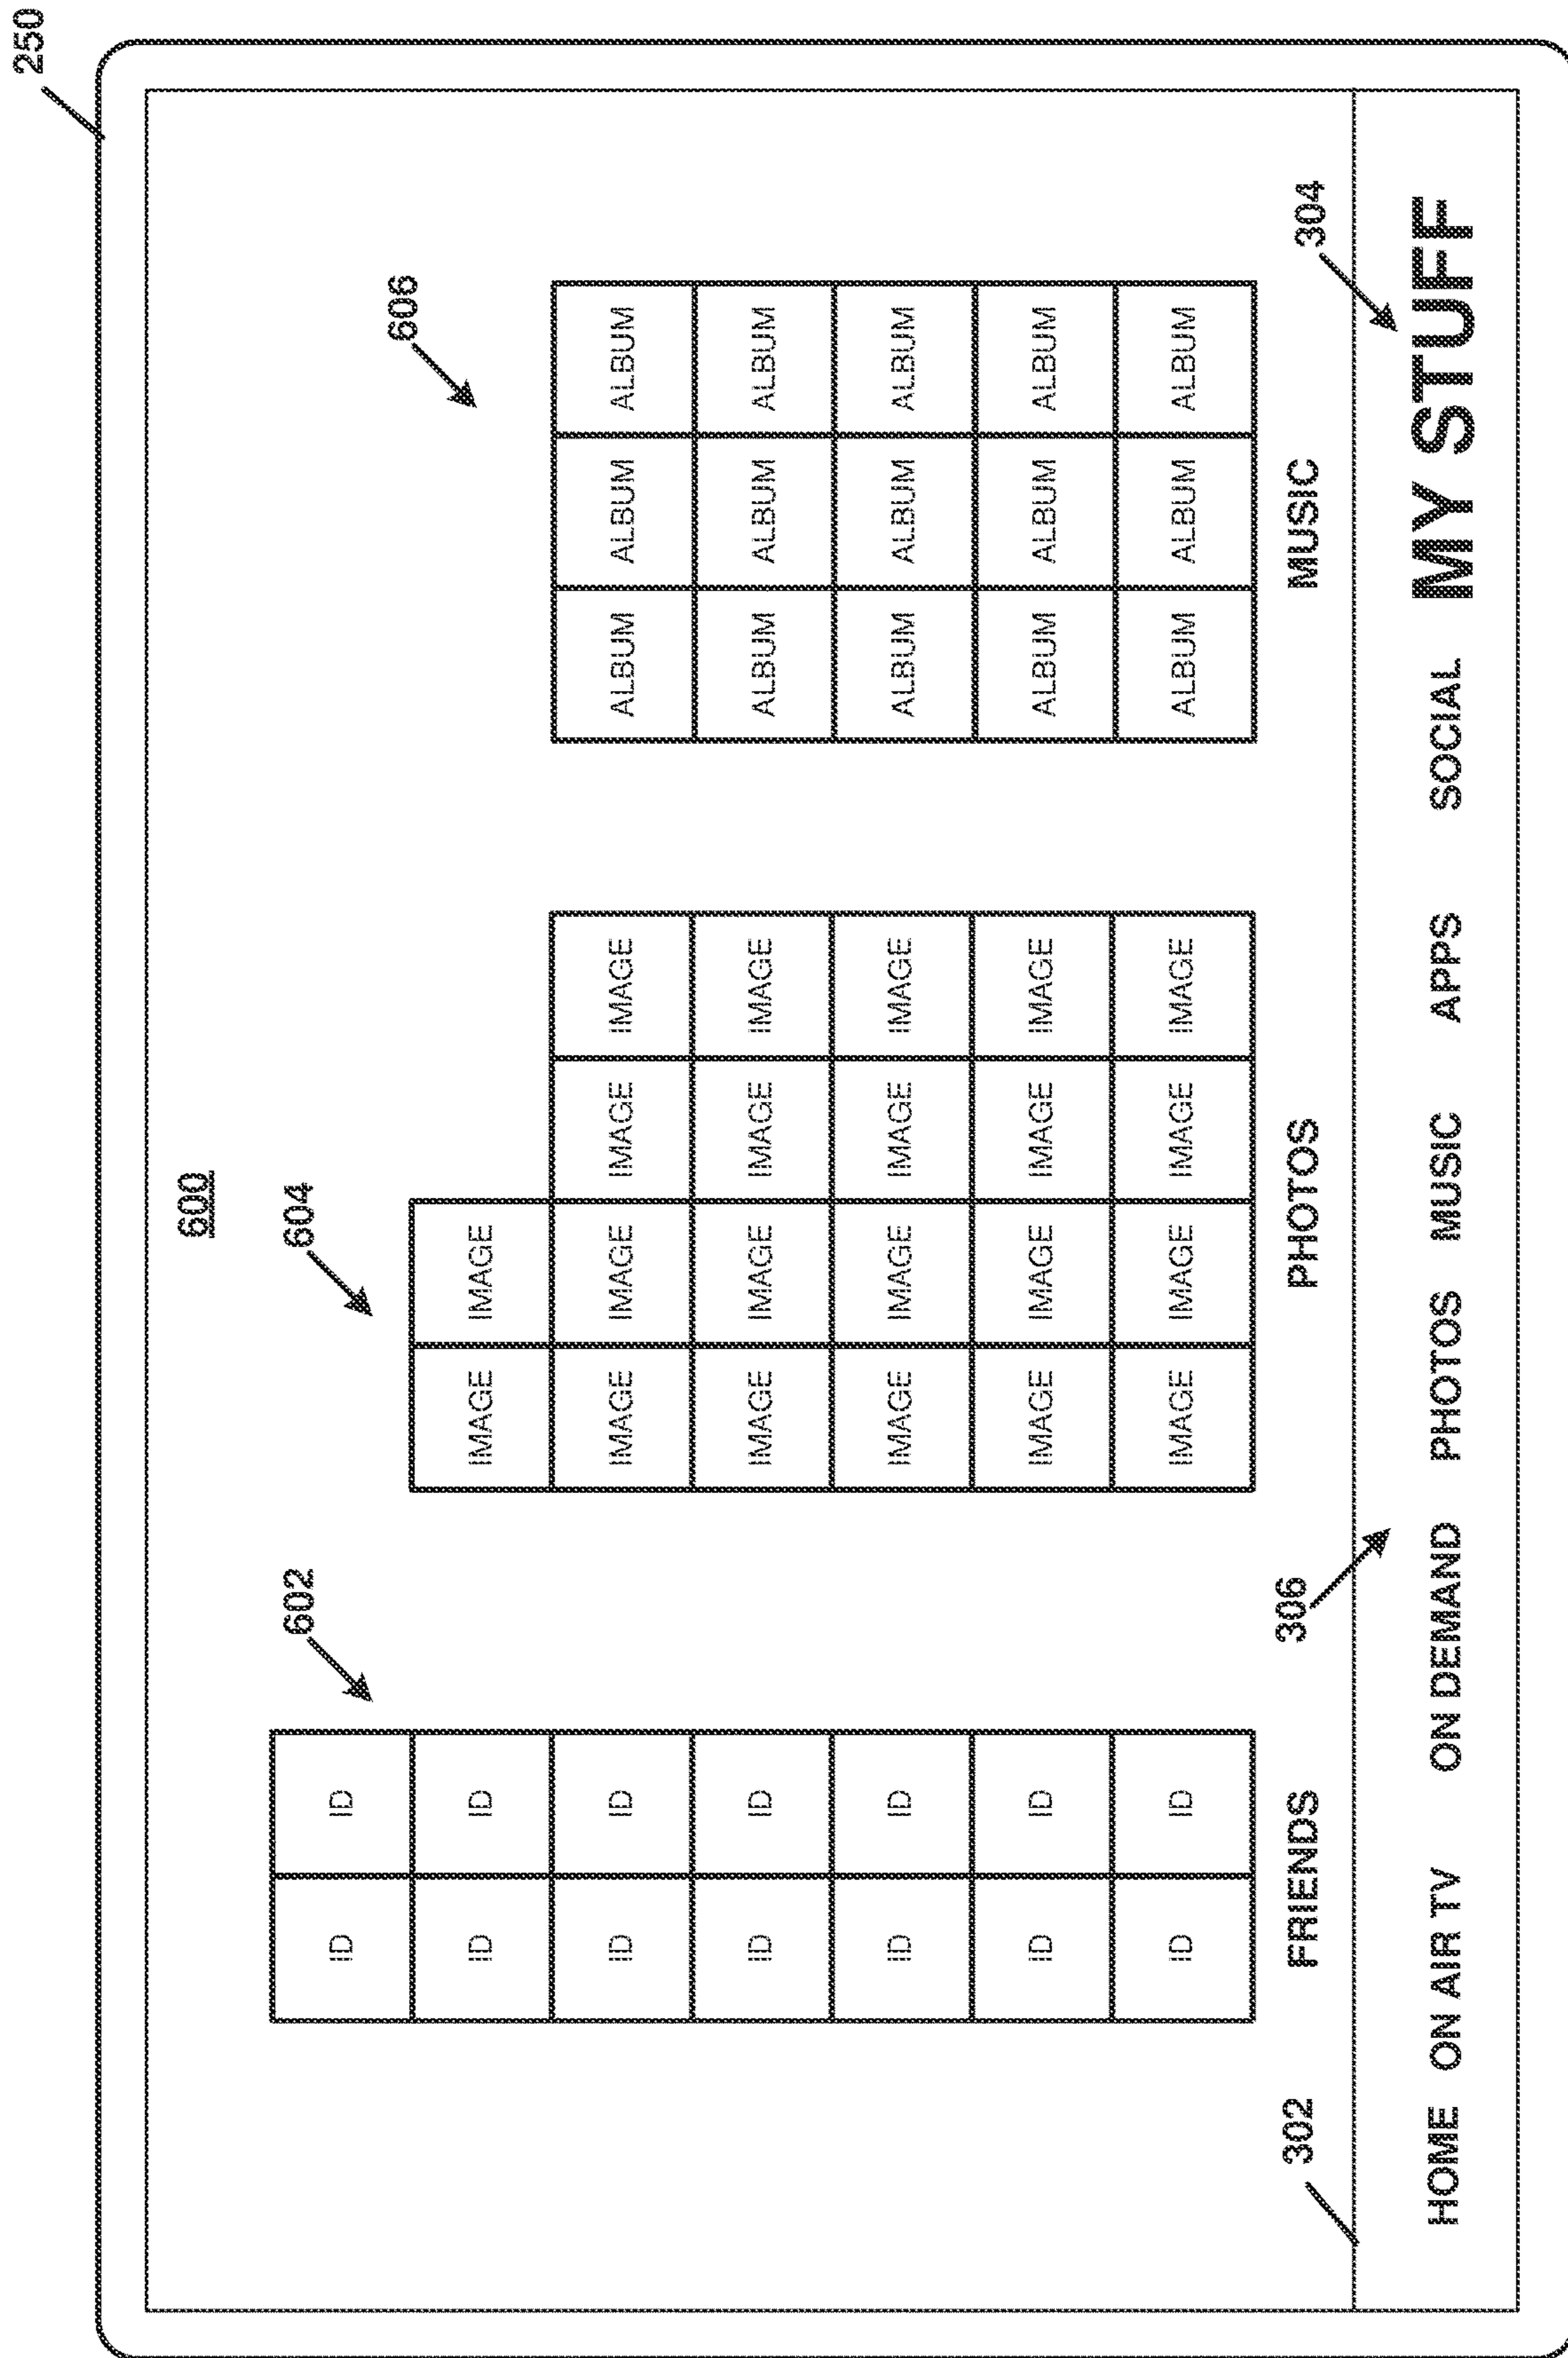 250
600
602 604
ID ID
606
ID ID IMAGE IMAGE
ID ID IMAGE IMAGE IMAGE IMAGE ALBUM ALBUM ALBUM
ID ID IMAGE IMAGE IMAGE IMAGE ALBUM ALBUM ALBUM
ID ID IMAGE IMAGE IMAGE IMAGE ALBUM ALBUM ALBUM
ID ID IMAGE IMAGE IMAGE IMAGE ALBUM ALBUM ALBUM
ID ID IMAGE IMAGE IMAGE IMAGE ALBUM ALBUM ALBUM
302 FRIENDS 306 PHOTOS MUSIC 304
HOME ON AIR TV ON DEMAND PHOTOS MUSIC APPS SOCIAL MY STUFF